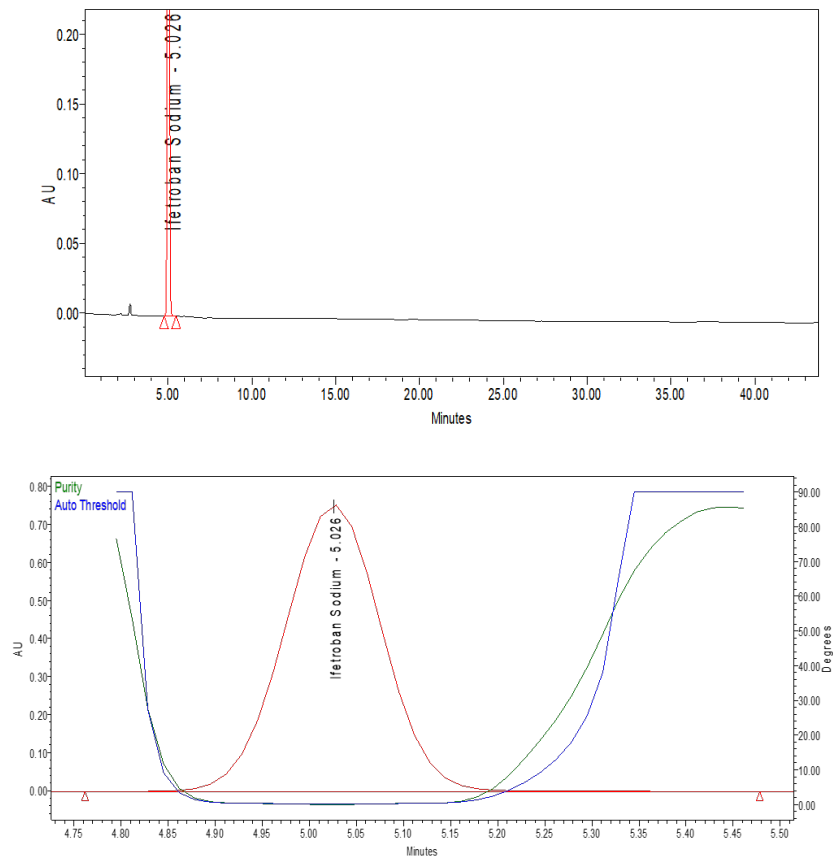 0.20
0.15
0.10
0.05
0.00
AU
Ifetroban Sodium - 5.026
5.00 10.00 15.00 20.00 25.00 30.00 35.00 40.00
Minutes
Purity
Auto Threshold
0.80
0.70
0.60
0.50
0.40
0.30
0.20
0.10
0.00
AU
Ifetroban Sodium - 5.026
90.00
80.00
70.00
60.00
50.00
40.00
30.00
20.00
10.00
0.00
Degrees
4.75 4.80 4.85 4.90 4.95 5.00 5.05 5.10 5.15 5.20 5.25 5.30 5.35 5.40 5.45 5.50
Minutes